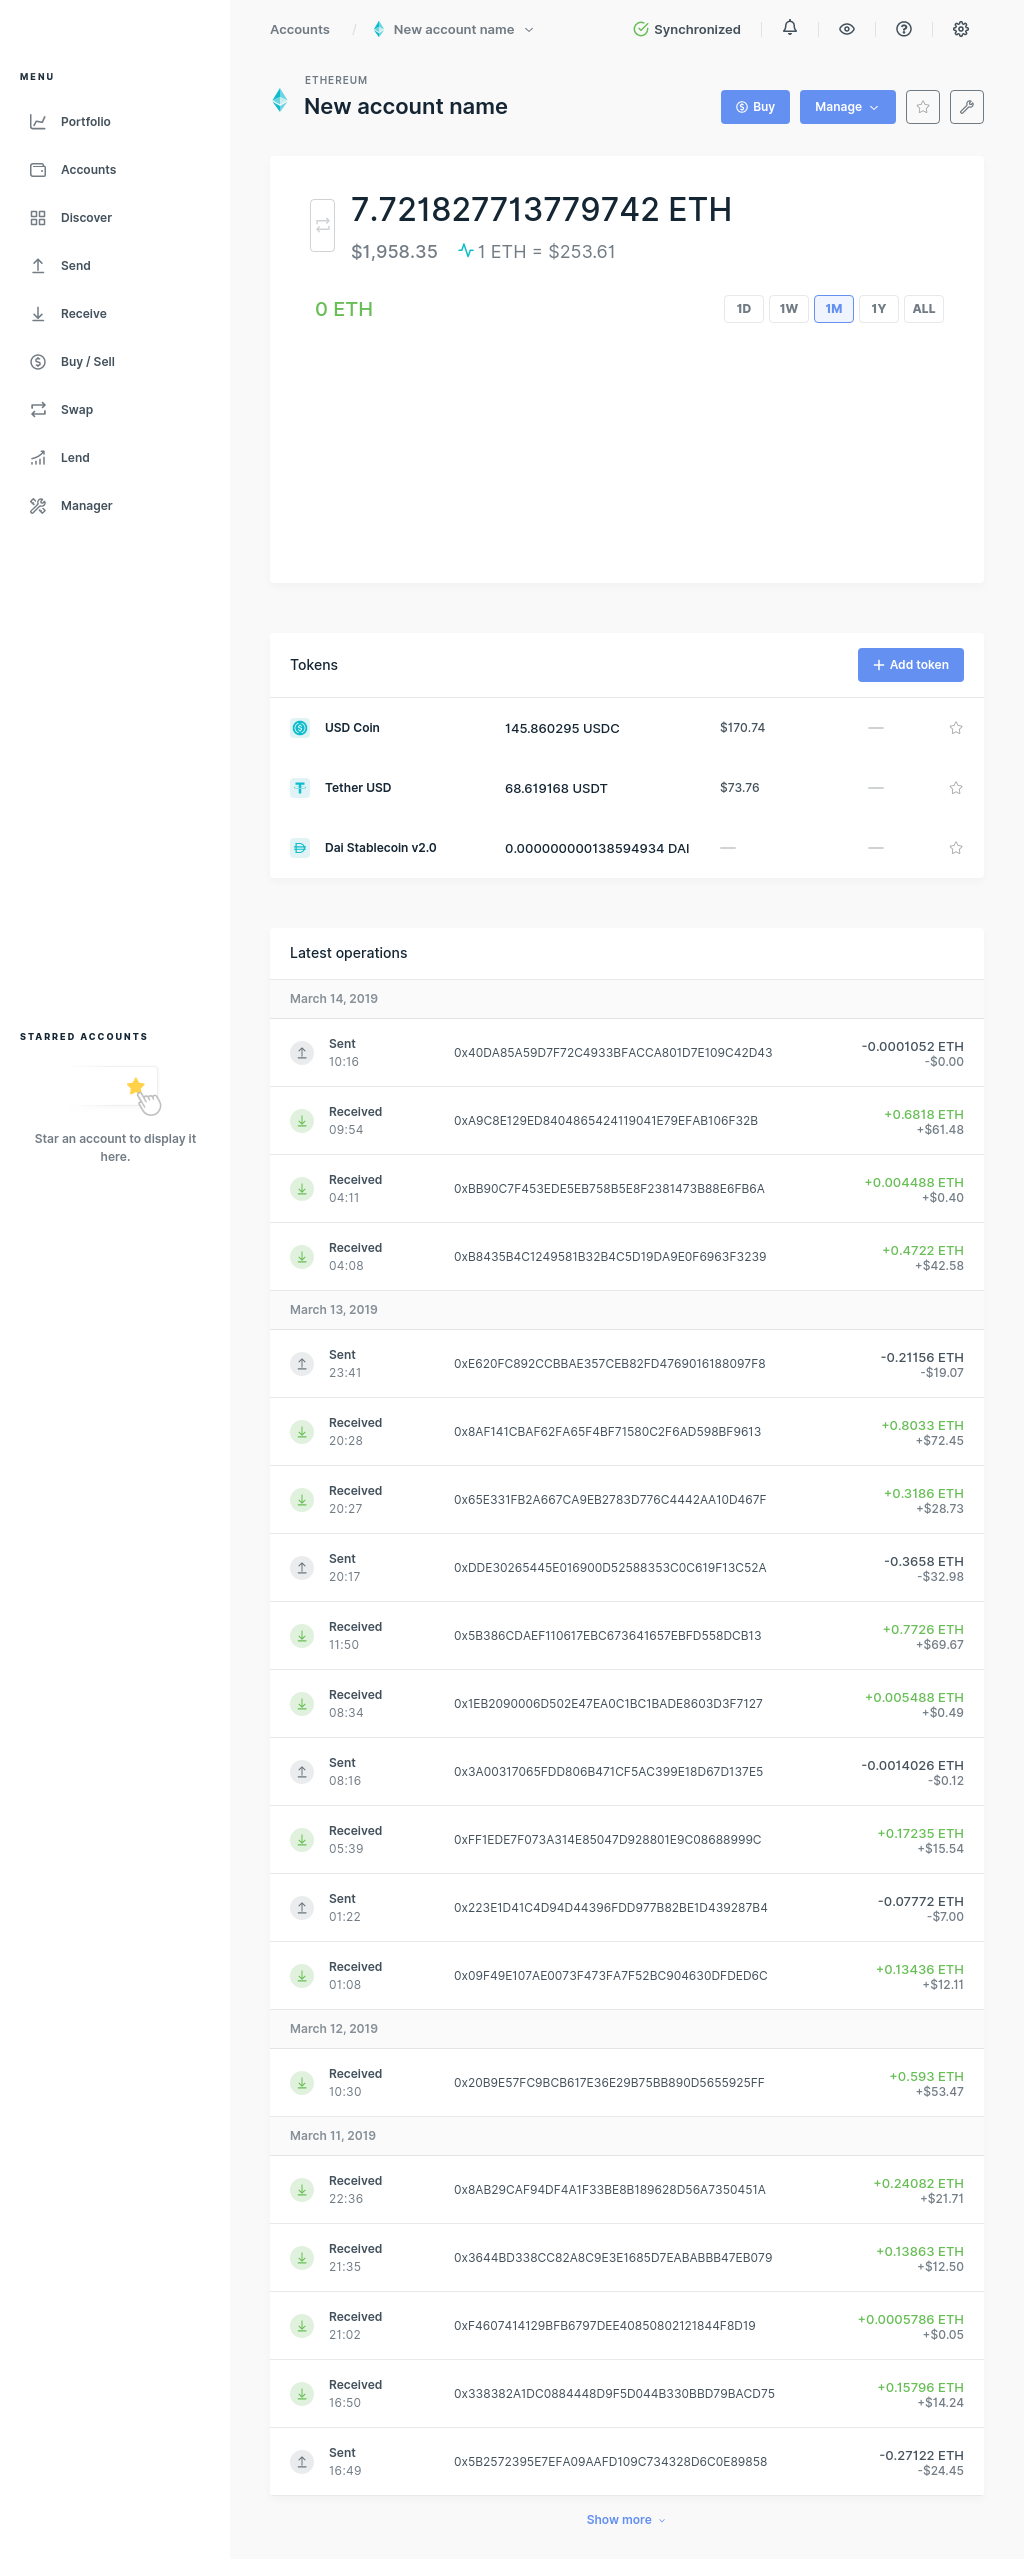 Accounts / New account name Synchronized
MENU
Portfolio
Accounts
Discover
Send
Receive
Buy / Sell
Swap
Lend
Manager
STARRED ACCOUNTS
Star an account to display it
here.
ETHEREUM
New account name
Buy Manage
7.721827713779742 ETH
$1,958.35 1 ETH = $253.61
0 ETH 1D 1W 1M 1Y ALL
Tokens Add token
USD Coin 145.860295 USDC $170.74 —
Tether USD 68.619168 USDT $73.76 —
Dai Stablecoin v2.0 0.000000000138594934 DAI — —
Latest operations
March 14, 2019
Sent
10:16 0x40DA85A59D7F72C4933BFACCA801D7E109C42D43 -0.0001052 ETH
-$0.00
Received
09:54 0xA9C8E129ED8404865424119041E79EFAB106F32B +0.6818 ETH
+$61.48
Received
04:11 0xBB90C7F453EDE5EB758B5E8F2381473B88E6FB6A +0.004488 ETH
+$0.40
Received
04:08 0xB8435B4C1249581B32B4C5D19DA9E0F6963F3239 +0.4722 ETH
+$42.58
March 13, 2019
Sent
23:41 0xE620FC892CCBBAE357CEB82FD4769016188097F8 -0.21156 ETH
-$19.07
Received
20:28 0x8AF141CBAF62FA65F4BF71580C2F6AD598BF9613 +0.8033 ETH
+$72.45
Received
20:27 0x65E331FB2A667CA9EB2783D776C4442AA10D467F +0.3186 ETH
+$28.73
Sent
20:17 0xDDE30265445E016900D52588353C0C619F13C52A -0.3658 ETH
-$32.98
Received
11:50 0x5B386CDAEF110617EBC673641657EBFD558DCB13 +0.7726 ETH
+$69.67
Received
08:34 0x1EB2090006D502E47EA0C1BC1BADE8603D3F7127 +0.005488 ETH
+$0.49
Sent
08:16 0x3A00317065FDD806B471CF5AC399E18D67D137E5 -0.0014026 ETH
-$0.12
Received
05:39 0xFF1EDE7F073A314E85047D928801E9C08688999C +0.17235 ETH
+$15.54
Sent
01:22 0x223E1D41C4D94D44396FDD977B82BE1D439287B4 -0.07772 ETH
-$7.00
Received
01:08 0x09F49E107AE0073F473FA7F52BC904630DFDED6C +0.13436 ETH
+$12.11
March 12, 2019
Received
10:30 0x20B9E57FC9BCB617E36E29B75BB890D5655925FF +0.593 ETH
+$53.47
March 11, 2019
Received
22:36 0x8AB29CAF94DF4A1F33BE8B189628D56A7350451A +0.24082 ETH
+$21.71
Received
21:35 0x3644BD338CC82A8C9E3E1685D7EABABBB47EB079 +0.13863 ETH
+$12.50
Received
21:02 0xF4607414129BFB6797DEE40850802121844F8D19 +0.0005786 ETH
+$0.05
Received
16:50 0x338382A1DC0884448D9F5D044B330BBD79BACD75 +0.15796 ETH
+$14.24
Sent
16:49 0x5B2572395E7EFA09AAFD109C734328D6C0E89858 -0.27122 ETH
-$24.45
Show more